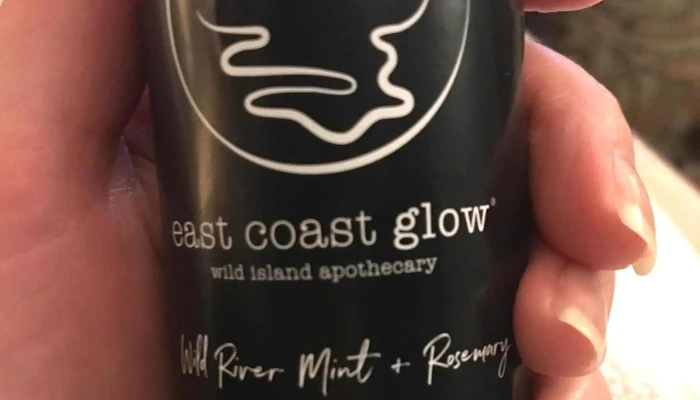 east coast glow®
wild island apothecary
Wild River Mint + Rosemary